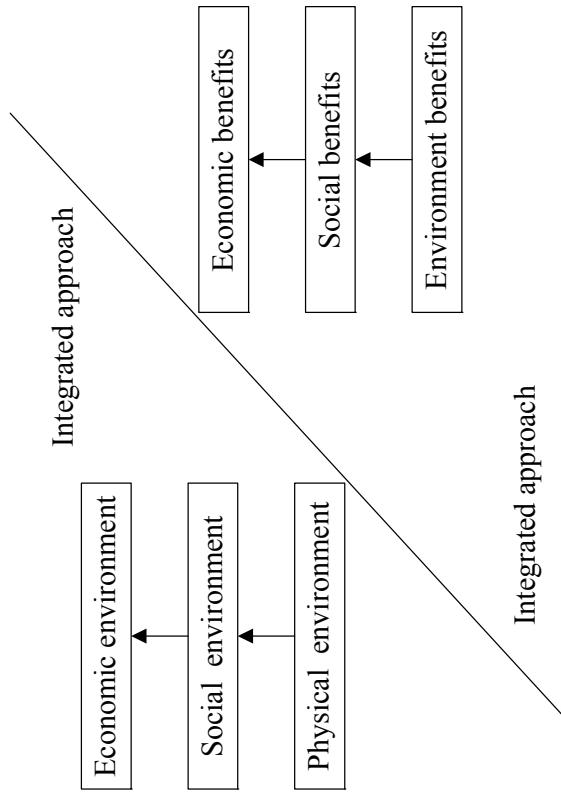 Integrated approach
Economic environment
Social environment
Physical environment
Economic benefits
Social benefits
Environment benefits
Integrated approach